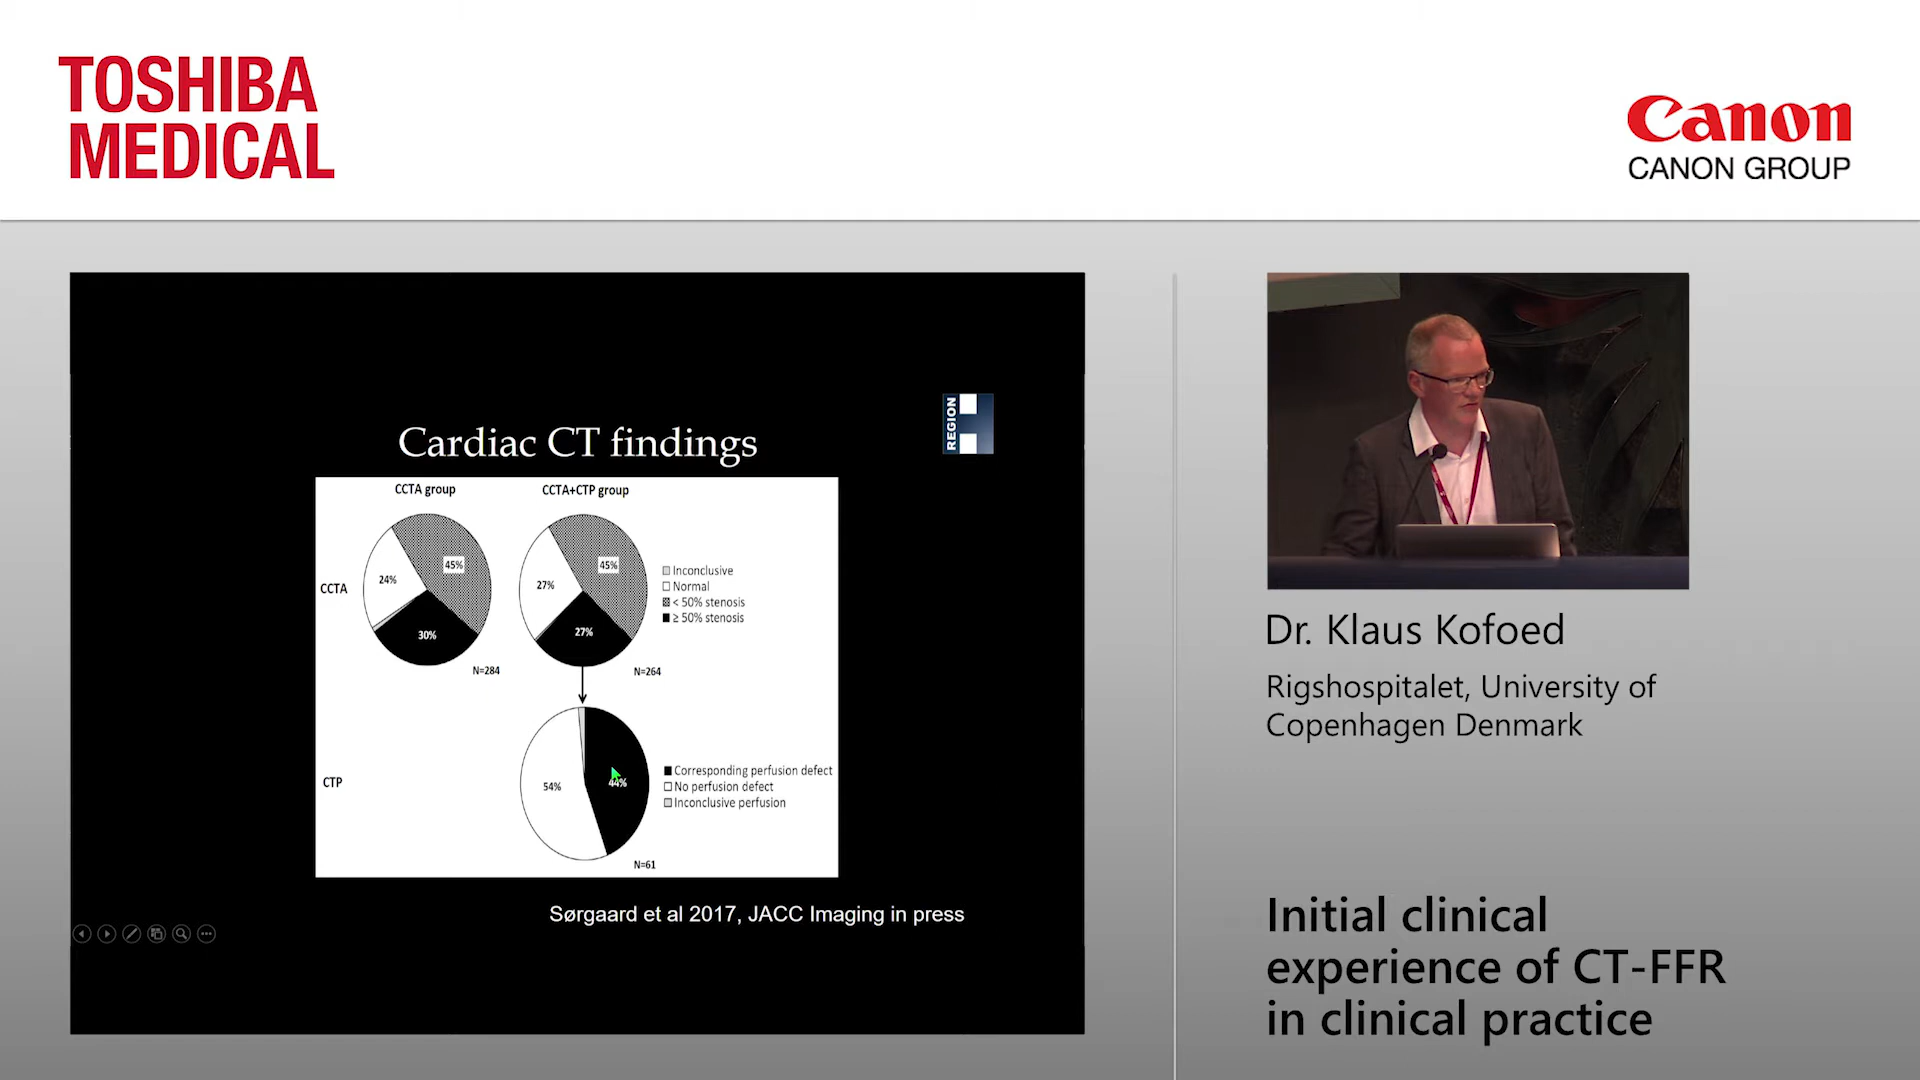 TOSHIBA
MEDICAL
Canon
CANON GROUP
REGION
Cardiac CT findings
CCTA group
CCTA+CTP group
CCTA
24%
45%
30%
N=284
27%
45%
27%
N=264
Inconclusive
Normal
< 50% stenosis
≥ 50% stenosis
CTP
54%
44%
N=61
Corresponding perfusion defect
No perfusion defect
Inconclusive perfusion
Sørgaard et al 2017, JACC Imaging in press
Dr. Klaus Kofoed
Rigshospitalet, University of
Copenhagen Denmark
Initial clinical
experience of CT-FFR
in clinical practice